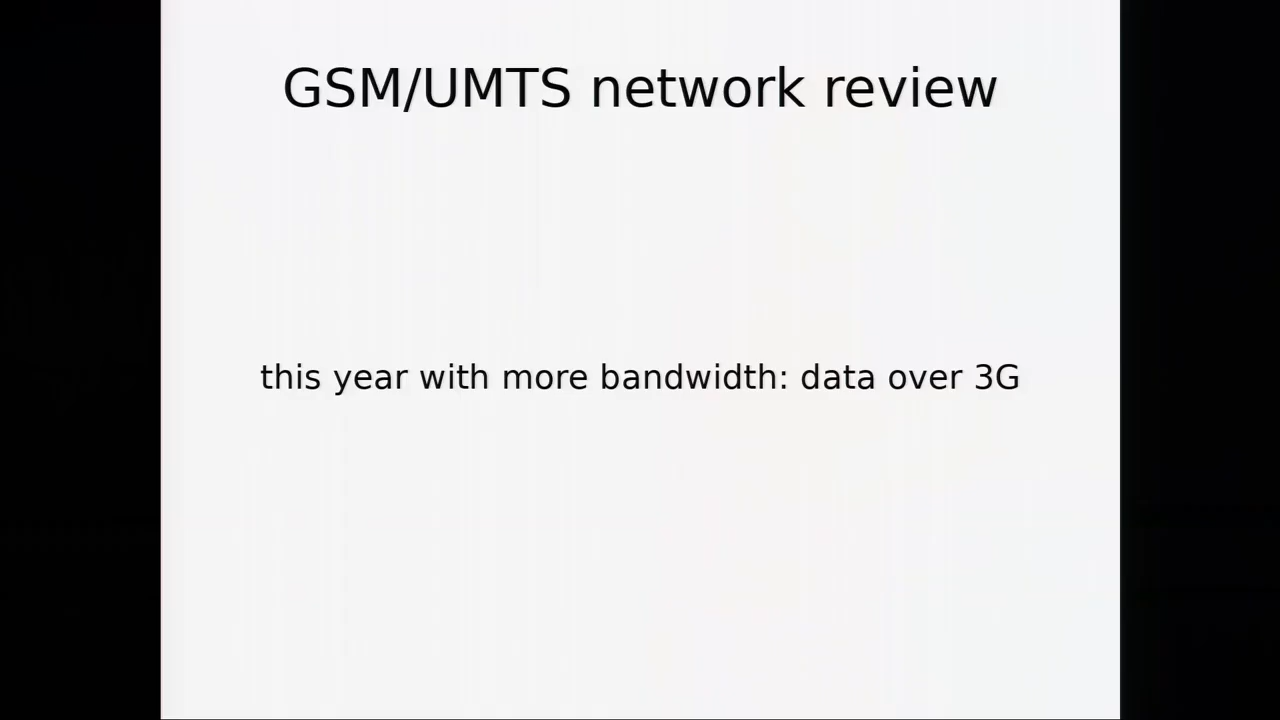 GSM/UMTS network review
this year with more bandwidth: data over 3G